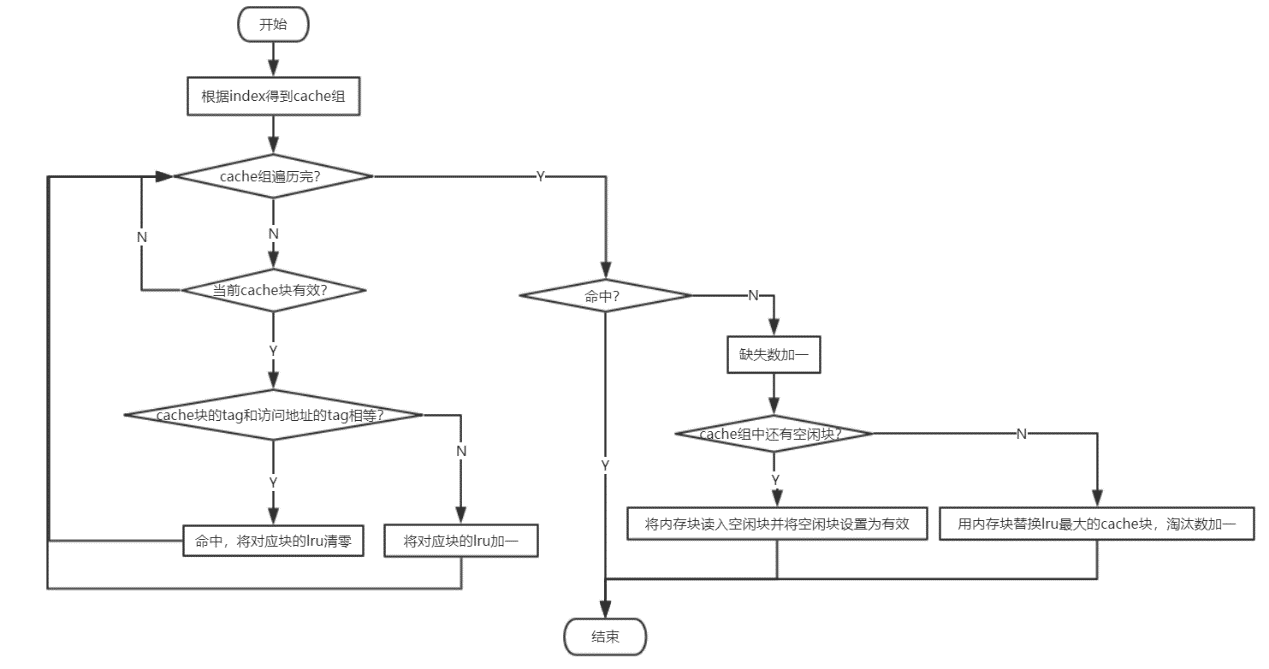 开始
根据index得到cache组
cache组遍历完?
Y
N
N
当前cache块有效?
命中?
N
Y
缺失数加一
cache块的tag和访问地址的tag相等?
N
Y
cache组中还有空闲块?
N
Y
Y
将内存块读入空闲块并将空闲块设置为有效
用内存块替换lru最大的cache块，淘汰数加一
命中，将对应块的lru清零
将对应块的lru加一
结束